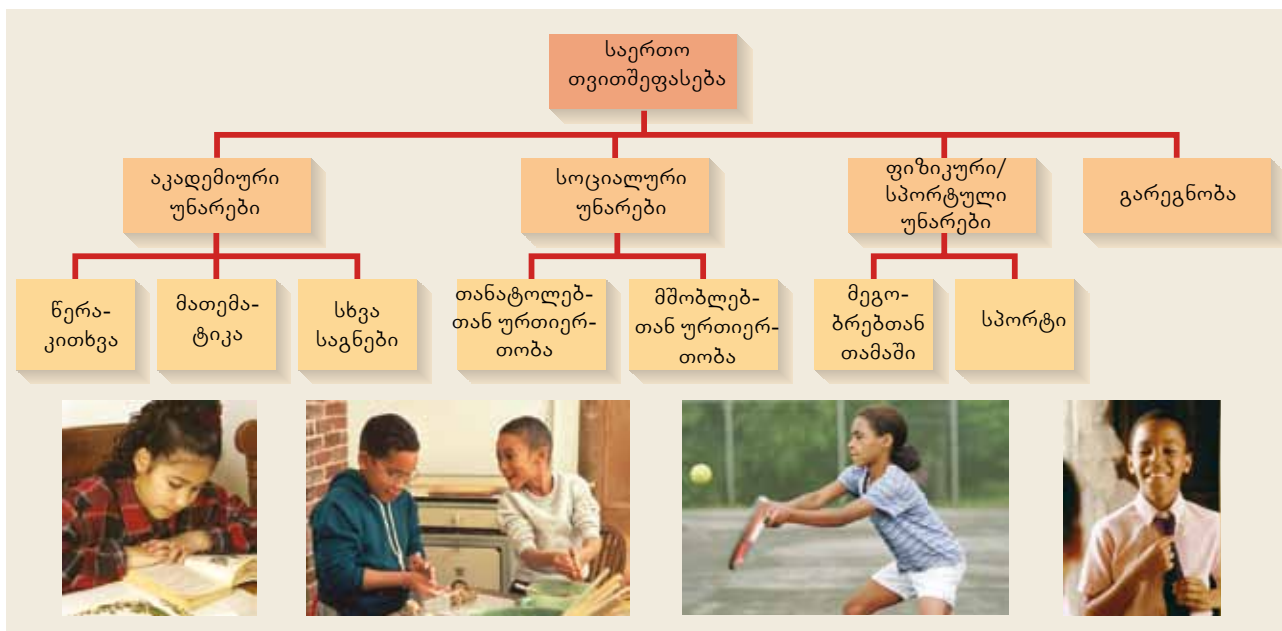 საერთო
თვითშეფასება
აკადემიური
უნარები
სოციალური
უნარები
ფიზიკური/
სპორტული
უნარები
გარეგნობა
წერა-
კითხვა
მათემა-
ტიკა
სხვა
საგნები
თანატოლებ-
თან ურთიერ-
თობა
მშობლებ-
თან ურთიერ-
თობა
მეგო-
ბრებთან
თამაში
სპორტი